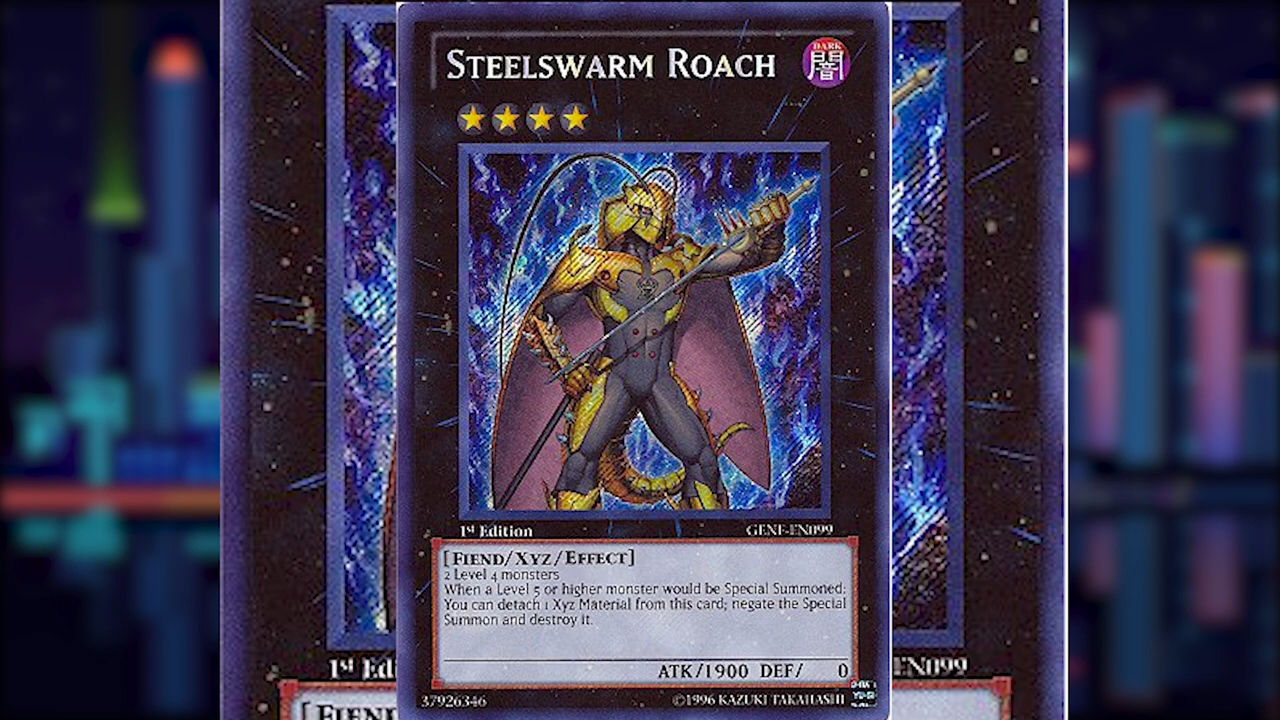 STEELSWARM ROACH
DARK
闇
1st Edition
GENF-EN099
[FIEND/XYZ/EFFECT]
2 Level 4 monsters
When a Level 5 or higher monster would be Special Summoned:
You can detach 1 Xyz Material from this card; negate the Special
Summon and destroy it.
ATK/1900 DEF/ 0
37926346
©1996 KAZUKI TAKAHASHI
1st Ed
EN099
[FIEND